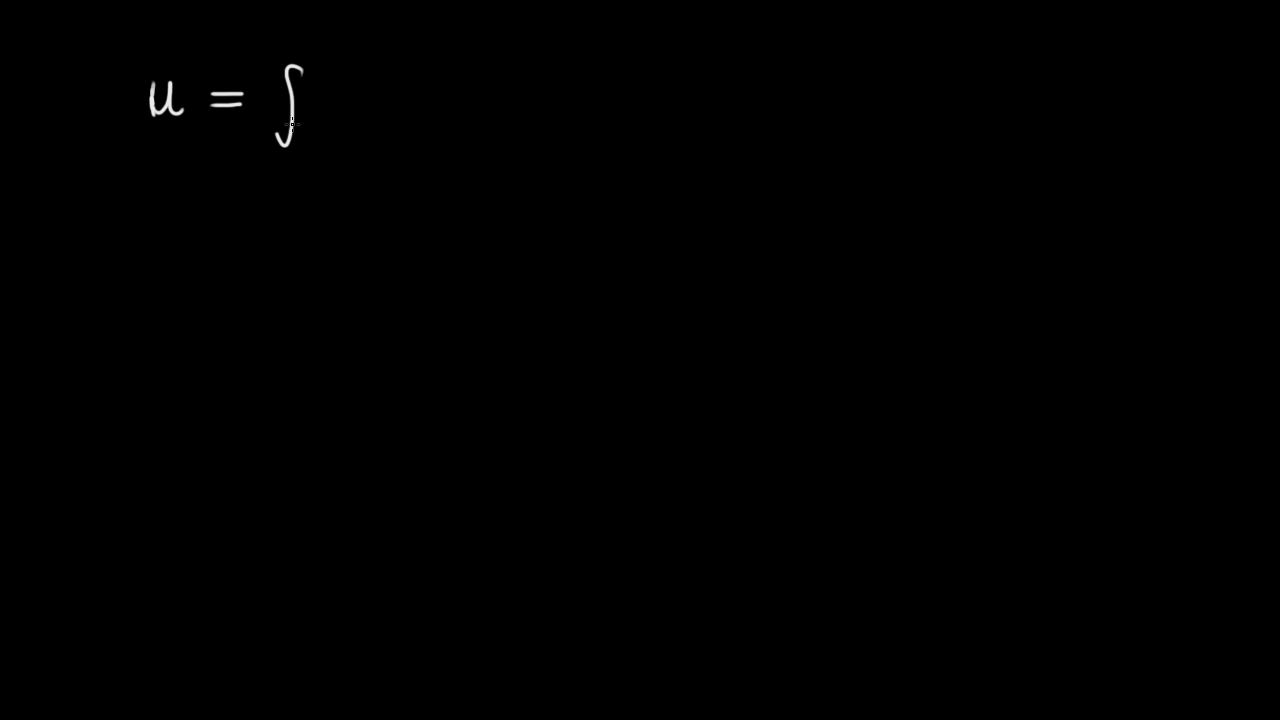 u = ∫